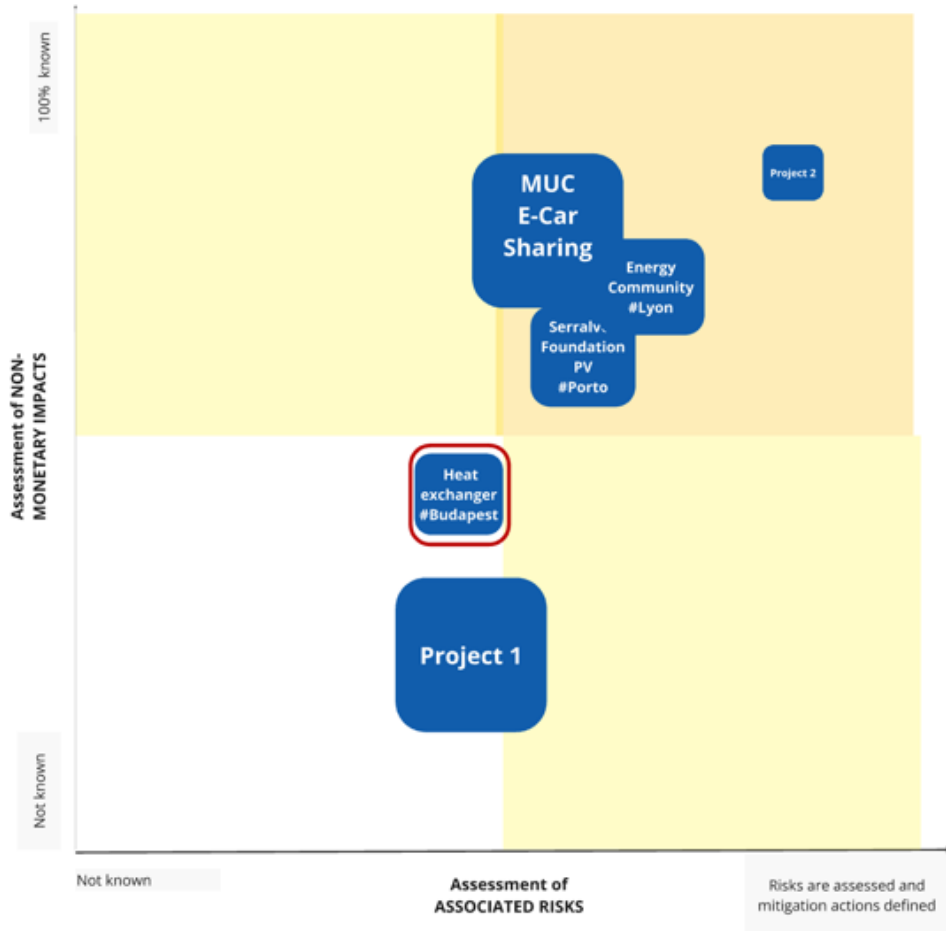 100% known
MUC
E-Car
Sharing
Project 2
Energy
Community
#Lyon
Foundation
PV
#Porto
Assessment of NON-
MONETARY IMPACTS
Heat
exchanger
#Budapest
Project 1
Not known
Not known
Assessment of
ASSOCIATED RISKS
Risks are assessed and
mitigation actions defined